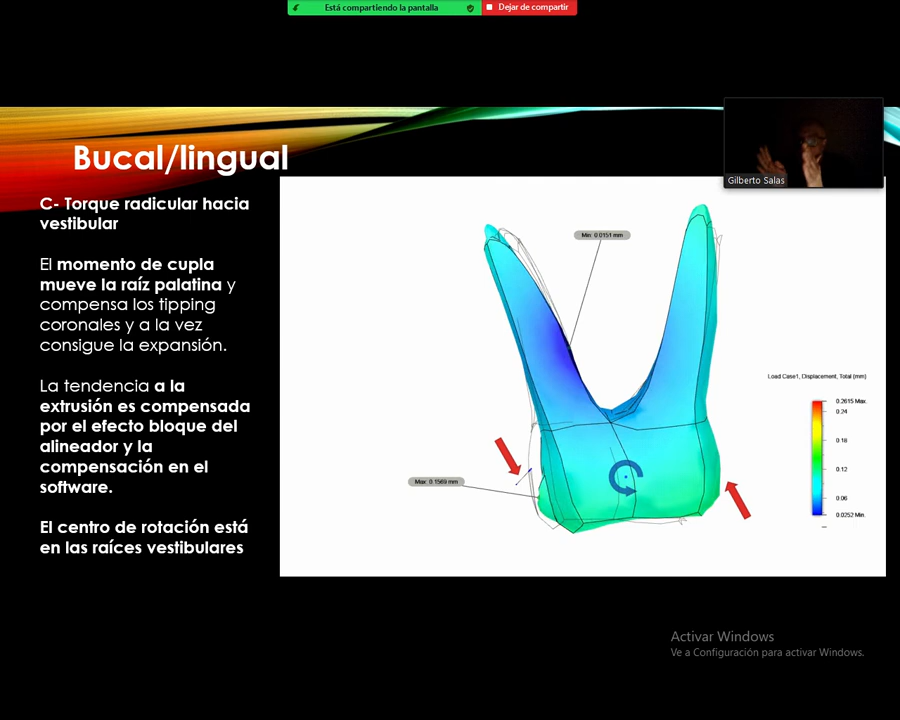 Está compartiendo la pantalla
Dejar de compartir
Gilberto Salas
Bucal/lingual
C- Torque radicular hacia
vestibular
El momento de cupla
mueve la raíz palatina y
compensa los tipping
coronales y a la vez
consigue la expansión.
La tendencia a la
extrusión es compensada
por el efecto bloque del
alineador y la
compensación en el
software.
El centro de rotación está
en las raíces vestibulares
Min: 0.0151 mm
Max: 0.1569 mm
Load Case1, Displacement, Total (mm)
0.2615 Max.
0.24
0.18
0.12
0.06
0.0252 Min.
Activar Windows
Ve a Configuración para activar Windows.